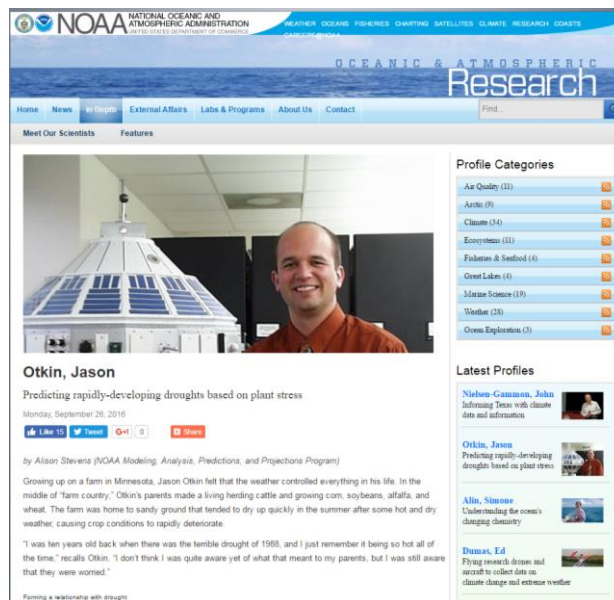 NOAA NATIONAL OCEANIC AND
ATMOSPHERIC ADMINISTRATION
UNITED STATES DEPARTMENT OF COMMERCE
WEATHER OCEANS FISHERIES CHARTING SATELLITES CLIMATE RESEARCH COASTS
CAREERS@NOAA
OCEANIC & ATMOSPHERIC
Research
Home News In Depth External Affairs Labs & Programs About Us Contact Find...
Meet Our Scientists Features
Otkin, Jason
Predicting rapidly-developing droughts based on plant stress
Monday, September 26, 2016
Like 15 Tweet G+1 0 Share
by Alison Stevens (NOAA Modeling, Analysis, Predictions, and Projections Program)
Growing up on a farm in Minnesota, Jason Otkin felt that the weather controlled everything in his life. In the
middle of "farm country," Otkin's parents made a living herding cattle and growing corn, soybeans, alfalfa, and
wheat. The farm was home to sandy ground that tended to dry up quickly in the summer after some hot and dry
weather, causing crop conditions to rapidly deteriorate.
"I was ten years old back when there was the terrible drought of 1988, and I just remember it being so hot all of
the time," recalls Otkin. "I don't think I was quite aware yet of what that meant to my parents, but I was still aware
that they were worried."
Forming a relationship with drought
Profile Categories
Air Quality (11)
Arctic (9)
Climate (34)
Ecosystems (11)
Fisheries & Seafood (4)
Great Lakes (4)
Marine Science (19)
Weather (28)
Ocean Exploration (3)
Latest Profiles
Nielsen-Gammon, John
Informing Texas with climate
data and information
Otkin, Jason
Predicting rapidly-developing
droughts based on plant stress
Alin, Simone
Understanding the ocean's
changing chemistry
Dumas, Ed
Flying research drones and
aircraft to collect data on
climate change and extreme weather